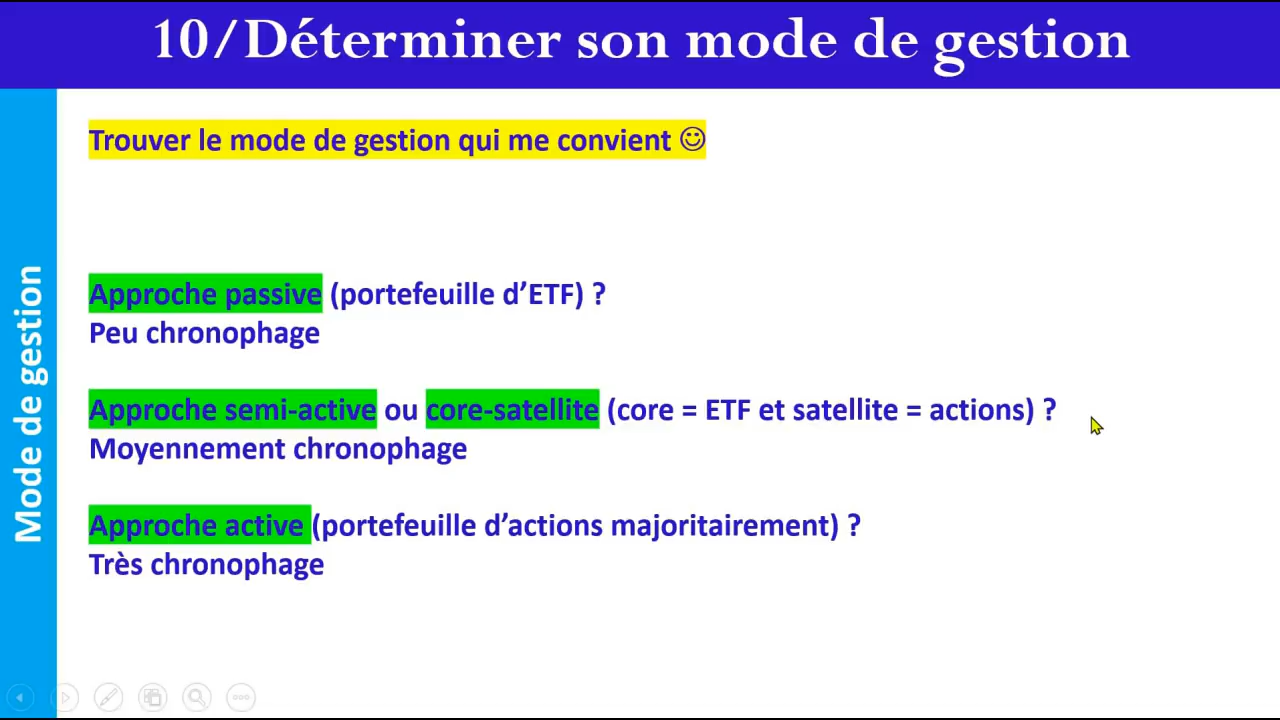 10/Déterminer son mode de gestion
Mode de gestion
Trouver le mode de gestion qui me convient ☺
Approche passive (portefeuille d’ETF) ?
Peu chronophage
Approche semi-active ou core-satellite (core = ETF et satellite = actions) ?
Moyennement chronophage
Approche active (portefeuille d’actions majoritairement) ?
Très chronophage